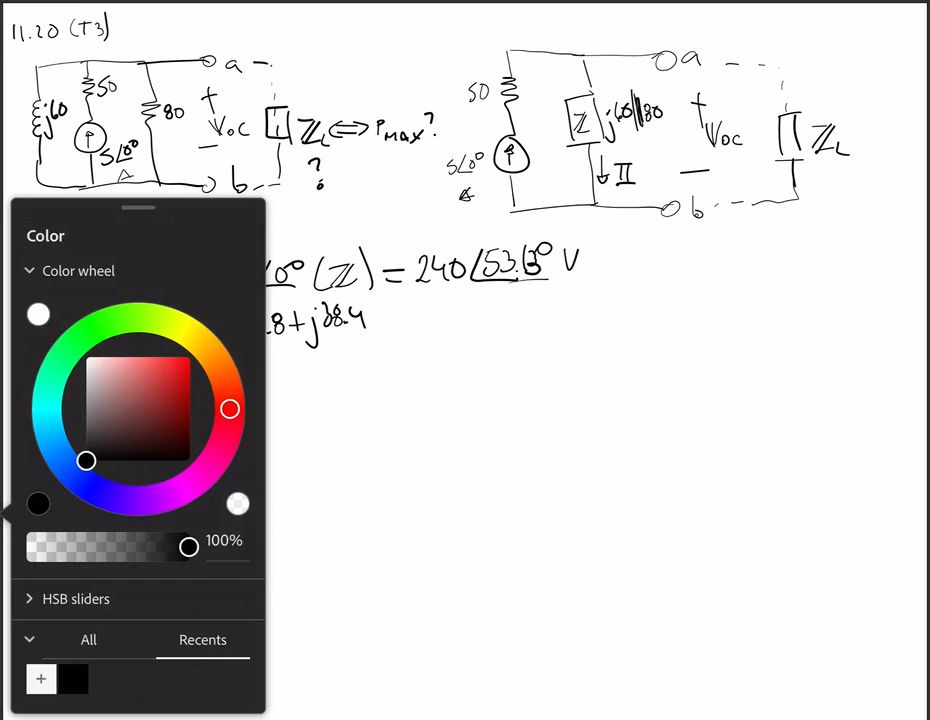 11.20 (T3)
a
50
j60
80
+
Voc
-
5∠0°
A
b
ZL ⟺ PMAX?
?
50
Z
j60||80
5∠0°
A
I
a
+
Voc
-
b
ZL
0° (Z) = 240∠53.13° V
.8+j38.4
Color
Color wheel
100%
HSB sliders
All
Recents
+